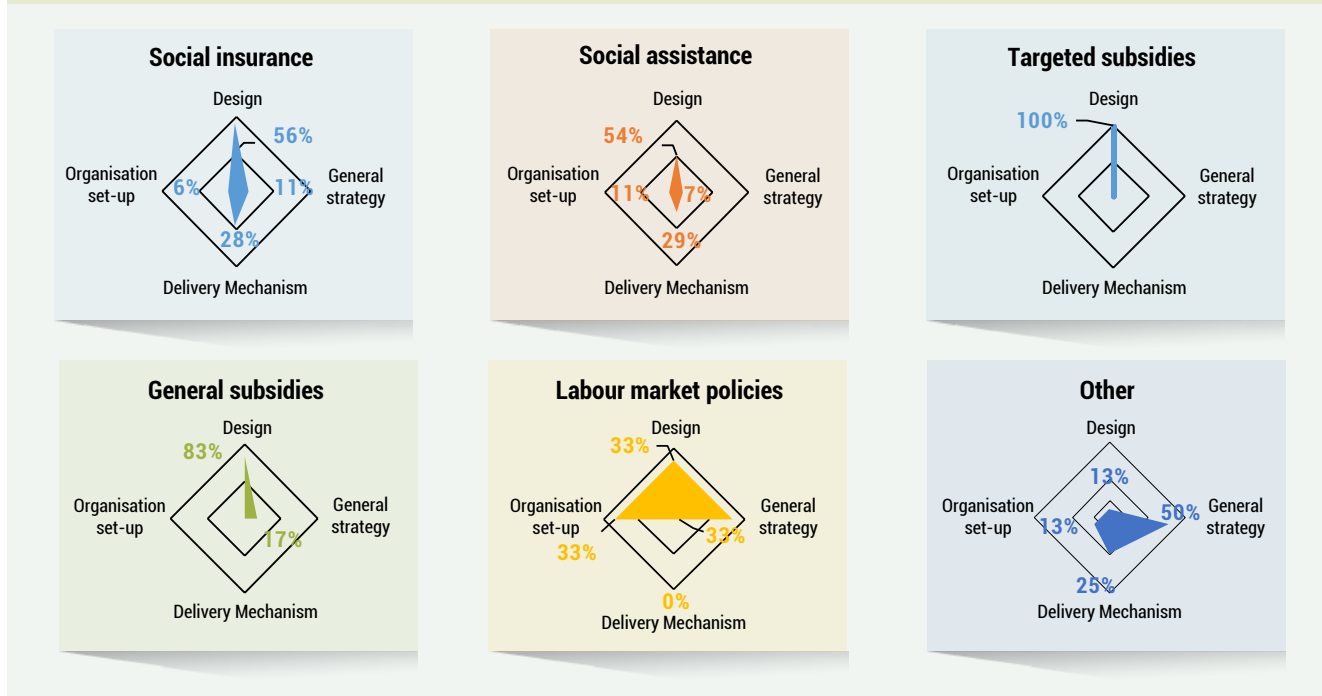 Social insurance
Design
56%
Organisation
set-up
6%
11%
General
strategy
28%
Delivery Mechanism
Social assistance
Design
54%
Organisation
set-up
11%
7%
General
strategy
29%
Delivery Mechanism
Targeted subsidies
Design
100%
Organisation
set-up
General
strategy
Delivery Mechanism
General subsidies
Design
83%
Organisation
set-up
General
strategy
17%
Delivery Mechanism
Labour market policies
Design
33%
Organisation
set-up
General
strategy
33%
33%
0%
Delivery Mechanism
Other
Design
13%
Organisation
set-up
13%
50%
General
strategy
25%
Delivery Mechanism